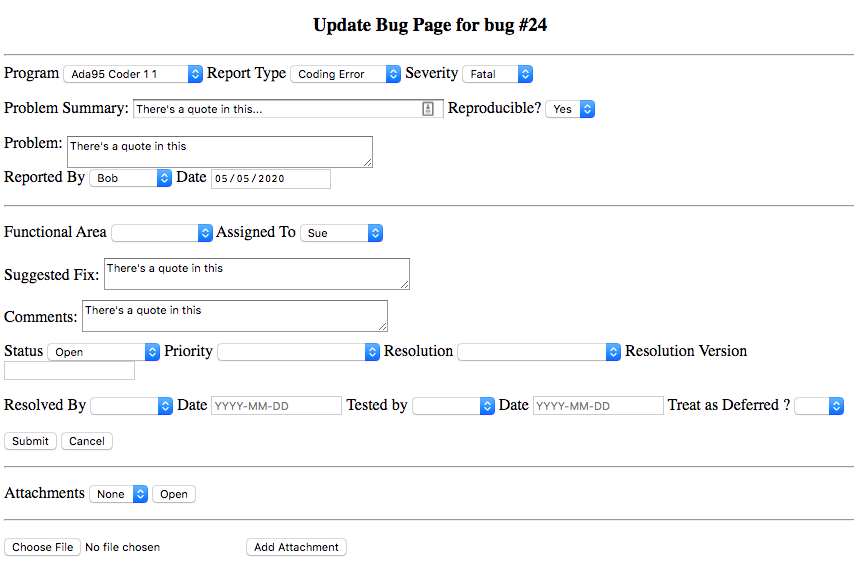 Update Bug Page for bug #24
Program Ada95 Coder 1 1 Report Type Coding Error Severity Fatal
Problem Summary: There's a quote in this... Reproducible? Yes
Problem: There's a quote in this
Reported By Bob Date 05/05/2020
Functional Area Assigned To Sue
Suggested Fix: There's a quote in this
Comments: There's a quote in this
Status Open Priority Resolution Resolution Version
Resolved By Date YYYY-MM-DD Tested by Date YYYY-MM-DD Treat as Deferred ?
Submit Cancel
Attachments None Open
Choose File No file chosen Add Attachment